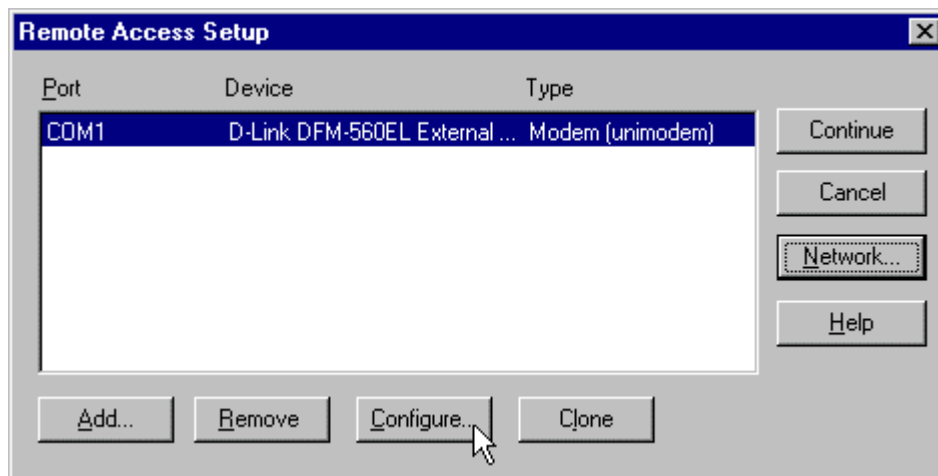 Remote Access Setup
Port Device Type
COM1 D-Link DFM-560EL External ... Modem (unimodem)
Continue
Cancel
Network...
Help
Add... Remove Configure... Clone